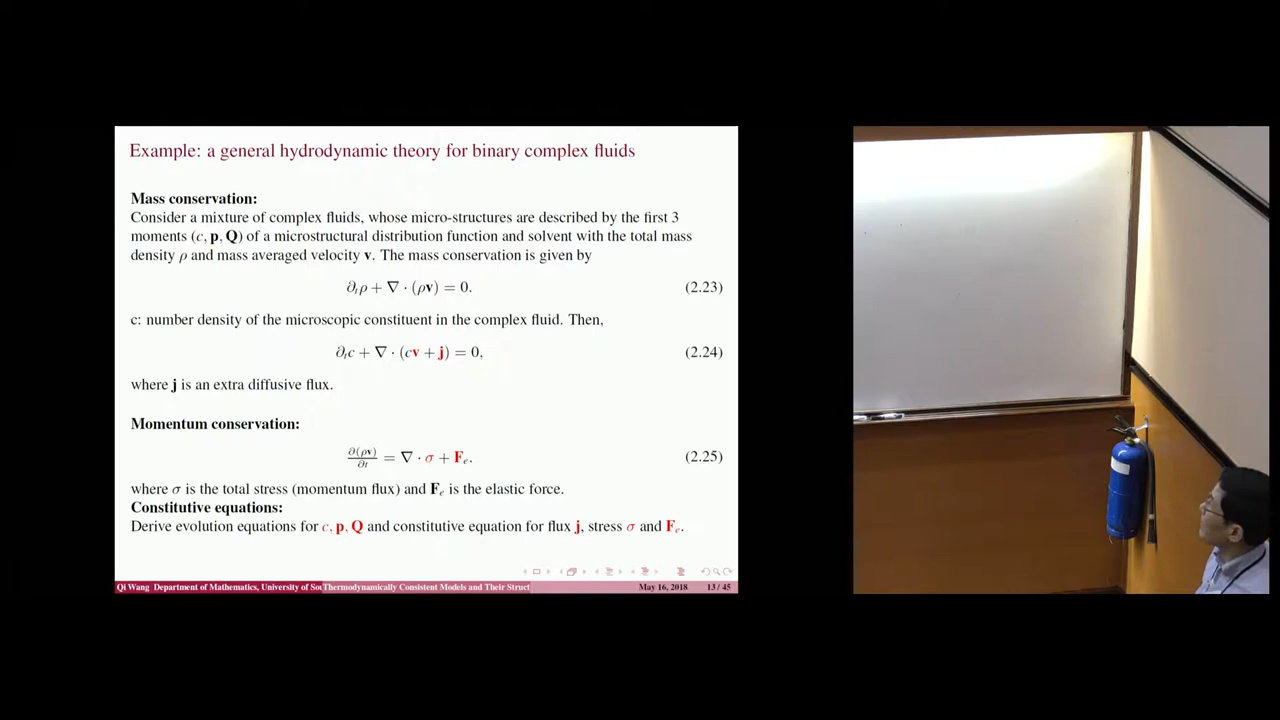 Example: a general hydrodynamic theory for binary complex fluids
Mass conservation:
Consider a mixture of complex fluids, whose micro-structures are described by the first 3
moments (c, p, Q) of a microstructural distribution function and solvent with the total mass
density ρ and mass averaged velocity v. The mass conservation is given by
∂ₜρ + ∇ · (ρv) = 0. (2.23)
c: number density of the microscopic constituent in the complex fluid. Then,
∂ₜc + ∇ · (cv + j) = 0, (2.24)
where j is an extra diffusive flux.
Momentum conservation:
∂(ρv)/∂t = ∇ · σ + Fₑ. (2.25)
where σ is the total stress (momentum flux) and Fₑ is the elastic force.
Constitutive equations:
Derive evolution equations for c, p, Q and constitutive equation for flux j, stress σ and Fₑ.
Qi Wang Department of Mathematics, University of Sou Thermodynamically Consistent Models and Their Struct May 16, 2018 13 / 45